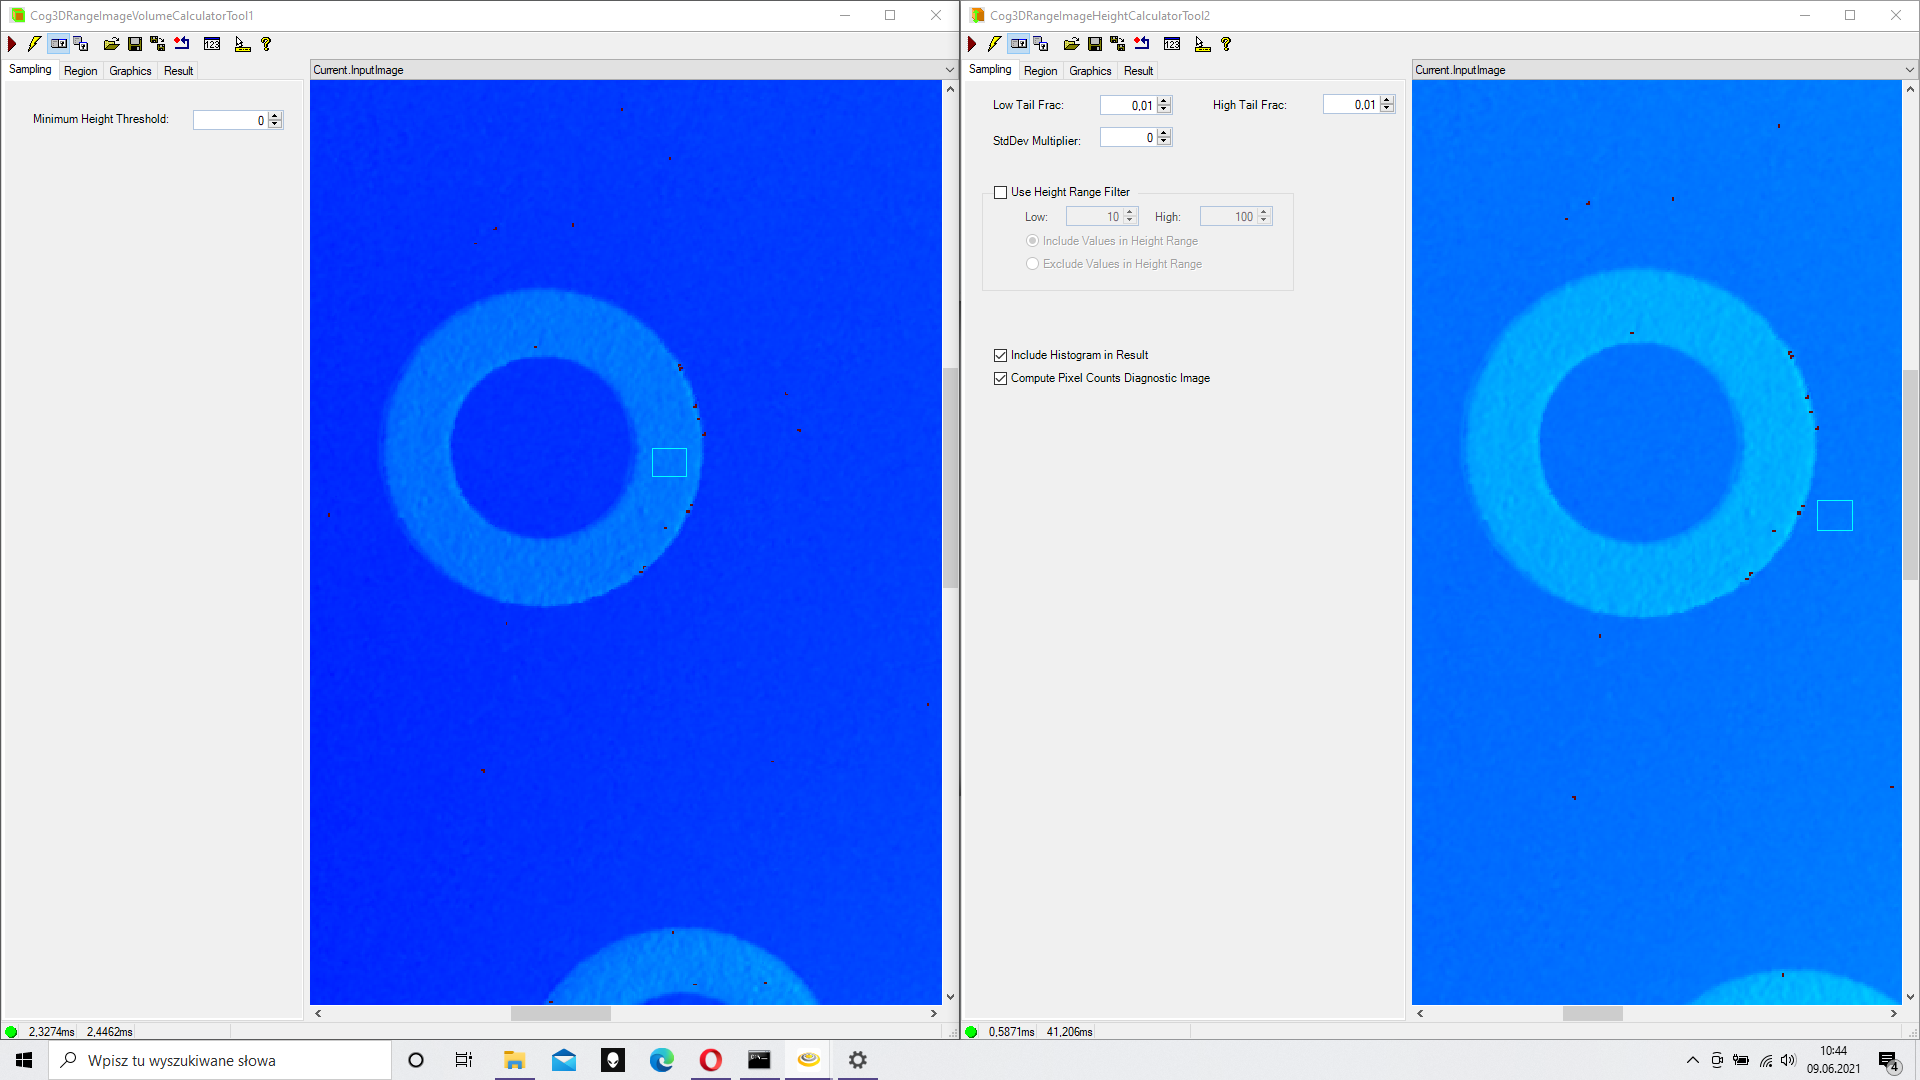 Cog3DRangeImageVolumeCalculatorTool1
Sampling Region Graphics Result
Current.InputImage
Minimum Height Threshold: 0
2,3274ms 2,4462ms
Cog3DRangeImageHeightCalculatorTool2
Sampling Region Graphics Result
Current.InputImage
Low Tail Frac: 0,01 High Tail Frac: 0,01
StdDev Multiplier: 0
Use Height Range Filter
Low: 10 High: 100
Include Values in Height Range
Exclude Values in Height Range
Include Histogram in Result
Compute Pixel Counts Diagnostic Image
0,5871ms 41,206ms
Wpisz tu wyszukiwane słowa
10:44
09.06.2021
4